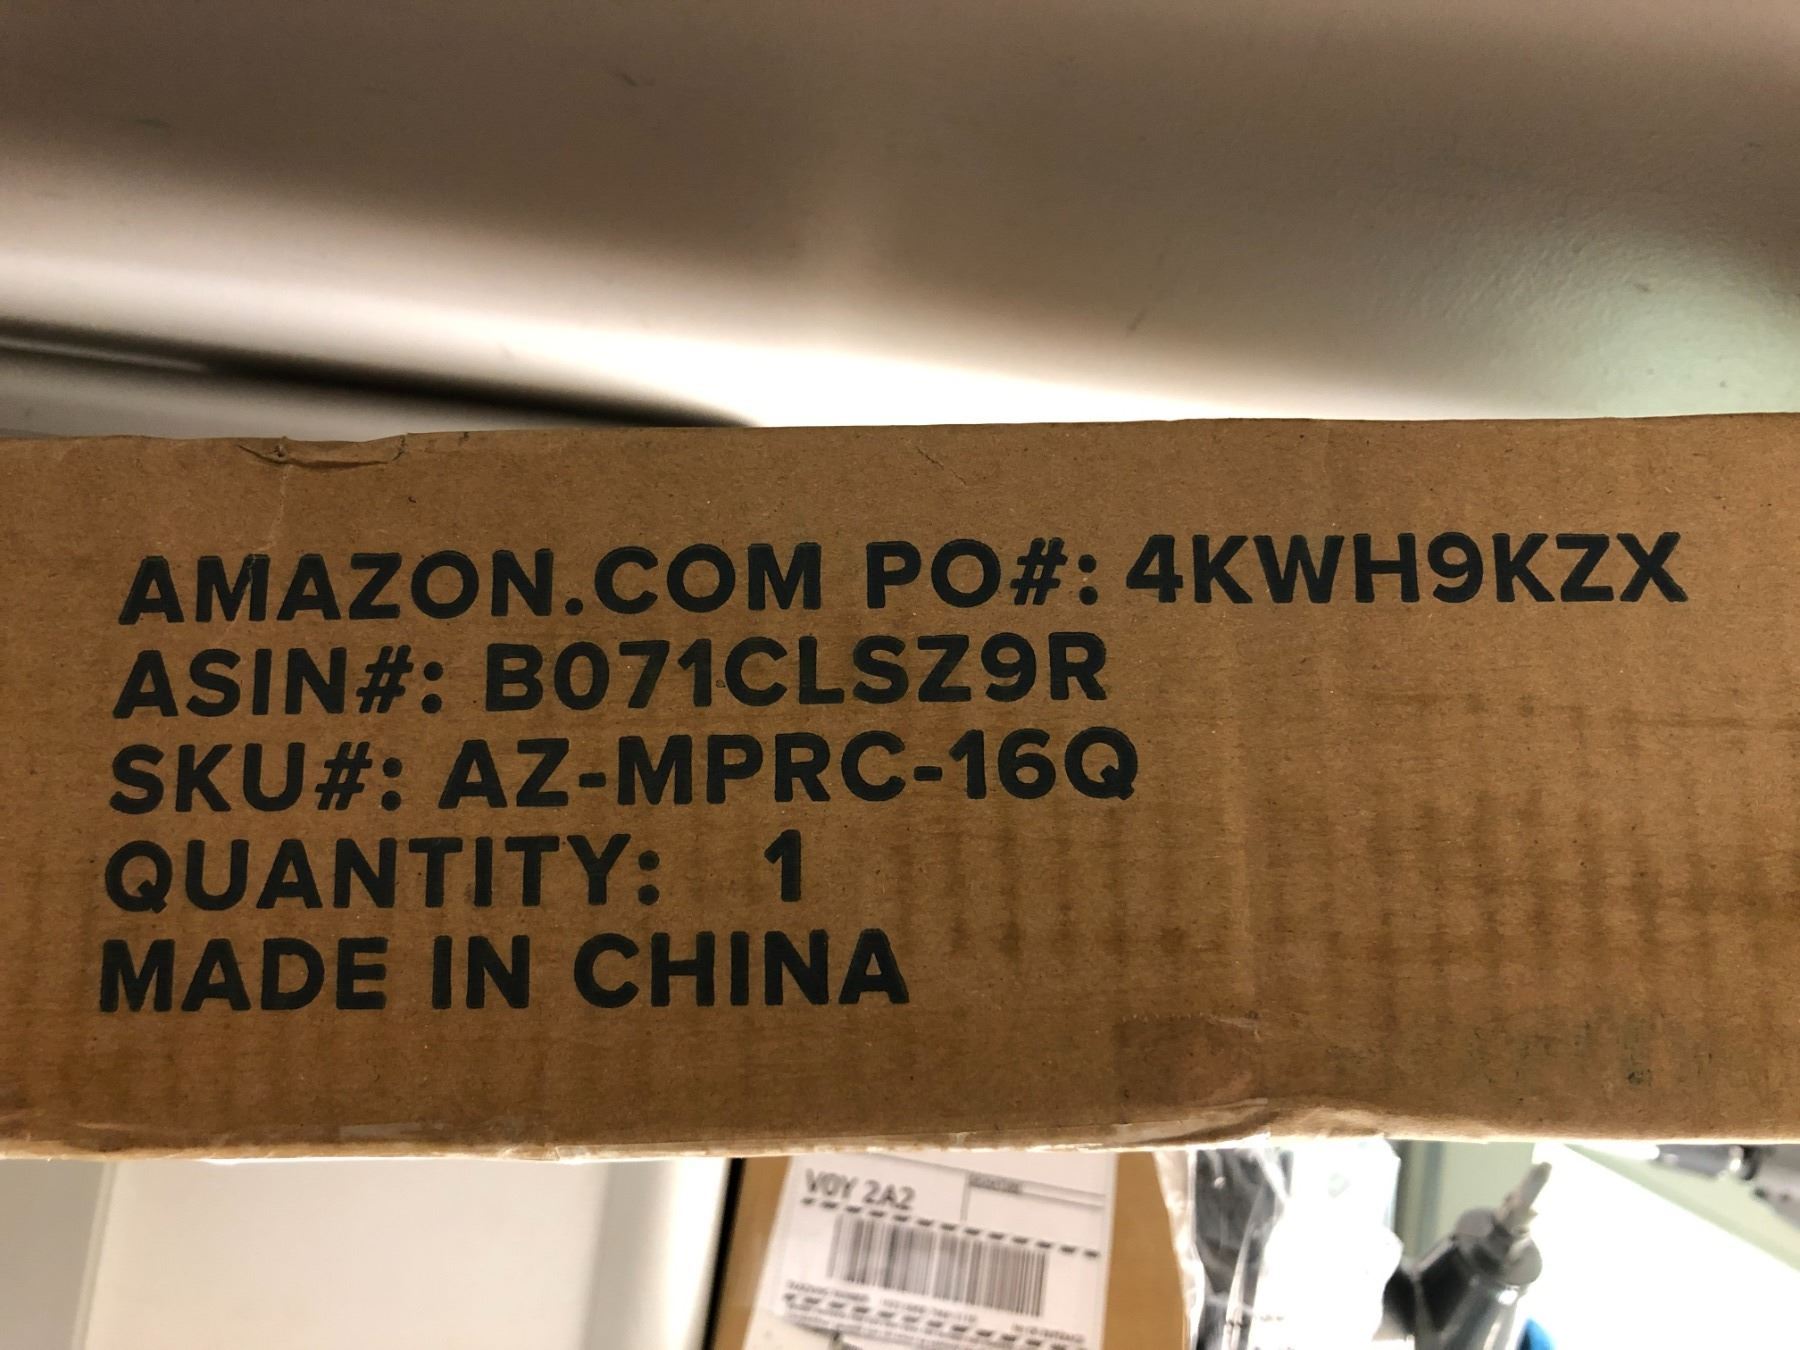 AMAZON.COM PO#: 4KWH9KZX
ASIN#: B071CLSZ9R
SKU#: AZ-MPRC-16Q
QUANTITY: 1
MADE IN CHINA
V0Y 2A2